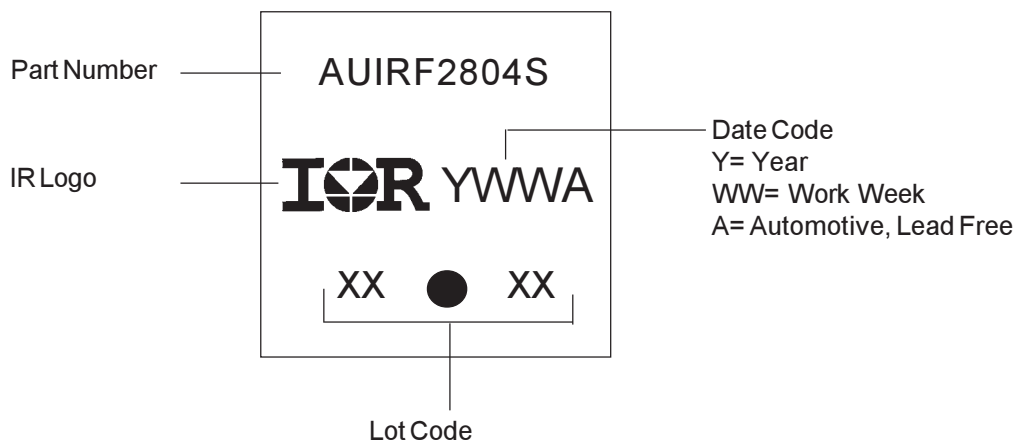 Part Number
AUIRF2804S
IR Logo
IOR YWWA
Date Code
Y= Year
WW= Work Week
A= Automotive, Lead Free
XX XX
Lot Code